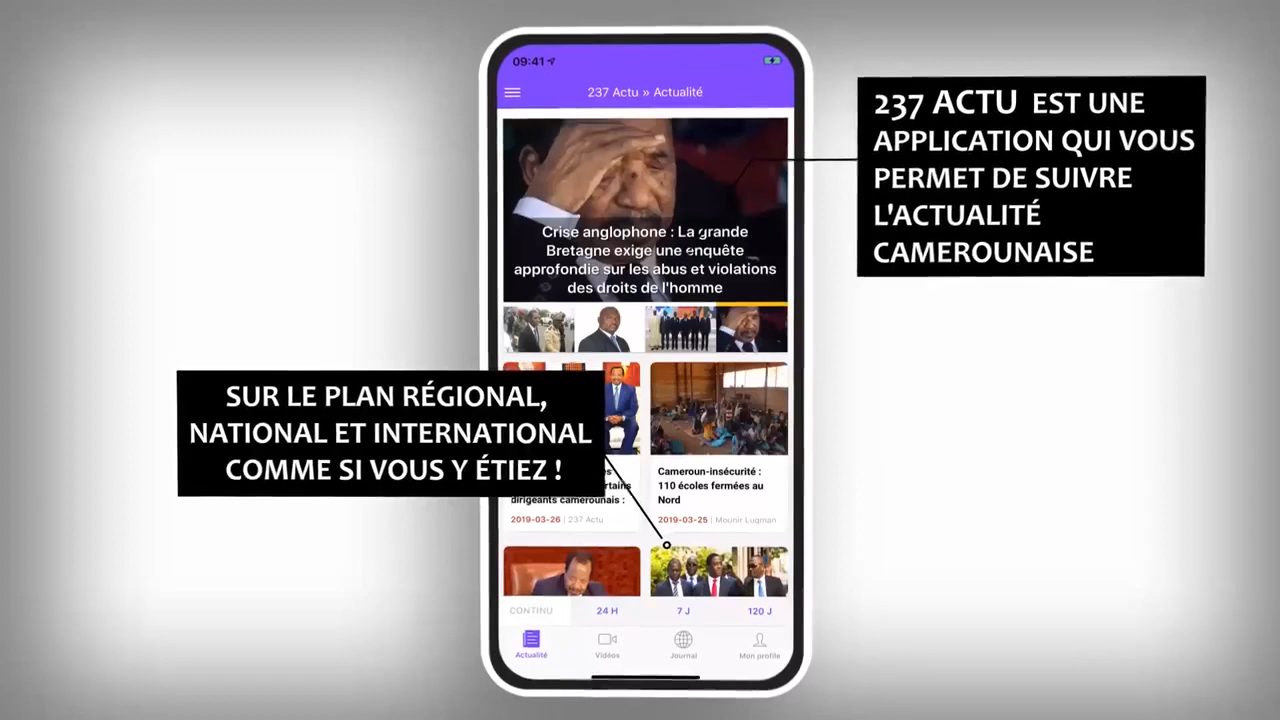 09:41
237 Actu » Actualité
237 ACTU EST UNE
APPLICATION QUI VOUS
PERMET DE SUIVRE
L'ACTUALITÉ
CAMEROUNAISE
Crise anglophone : La grande
Bretagne exige une enquête
approfondie sur les abus et violations
des droits de l'homme
SUR LE PLAN RÉGIONAL,
NATIONAL ET INTERNATIONAL
COMME SI VOUS Y ÉTIEZ !
dirigeants camerounais :
2019-03-26 | 237 Actu
Cameroun-insécurité :
110 écoles fermées au
Nord
2019-03-25 | Mounir Luqman
CONTINU
24 H
7 J
120 J
Actualité
Vidéos
Journal
Mon profile